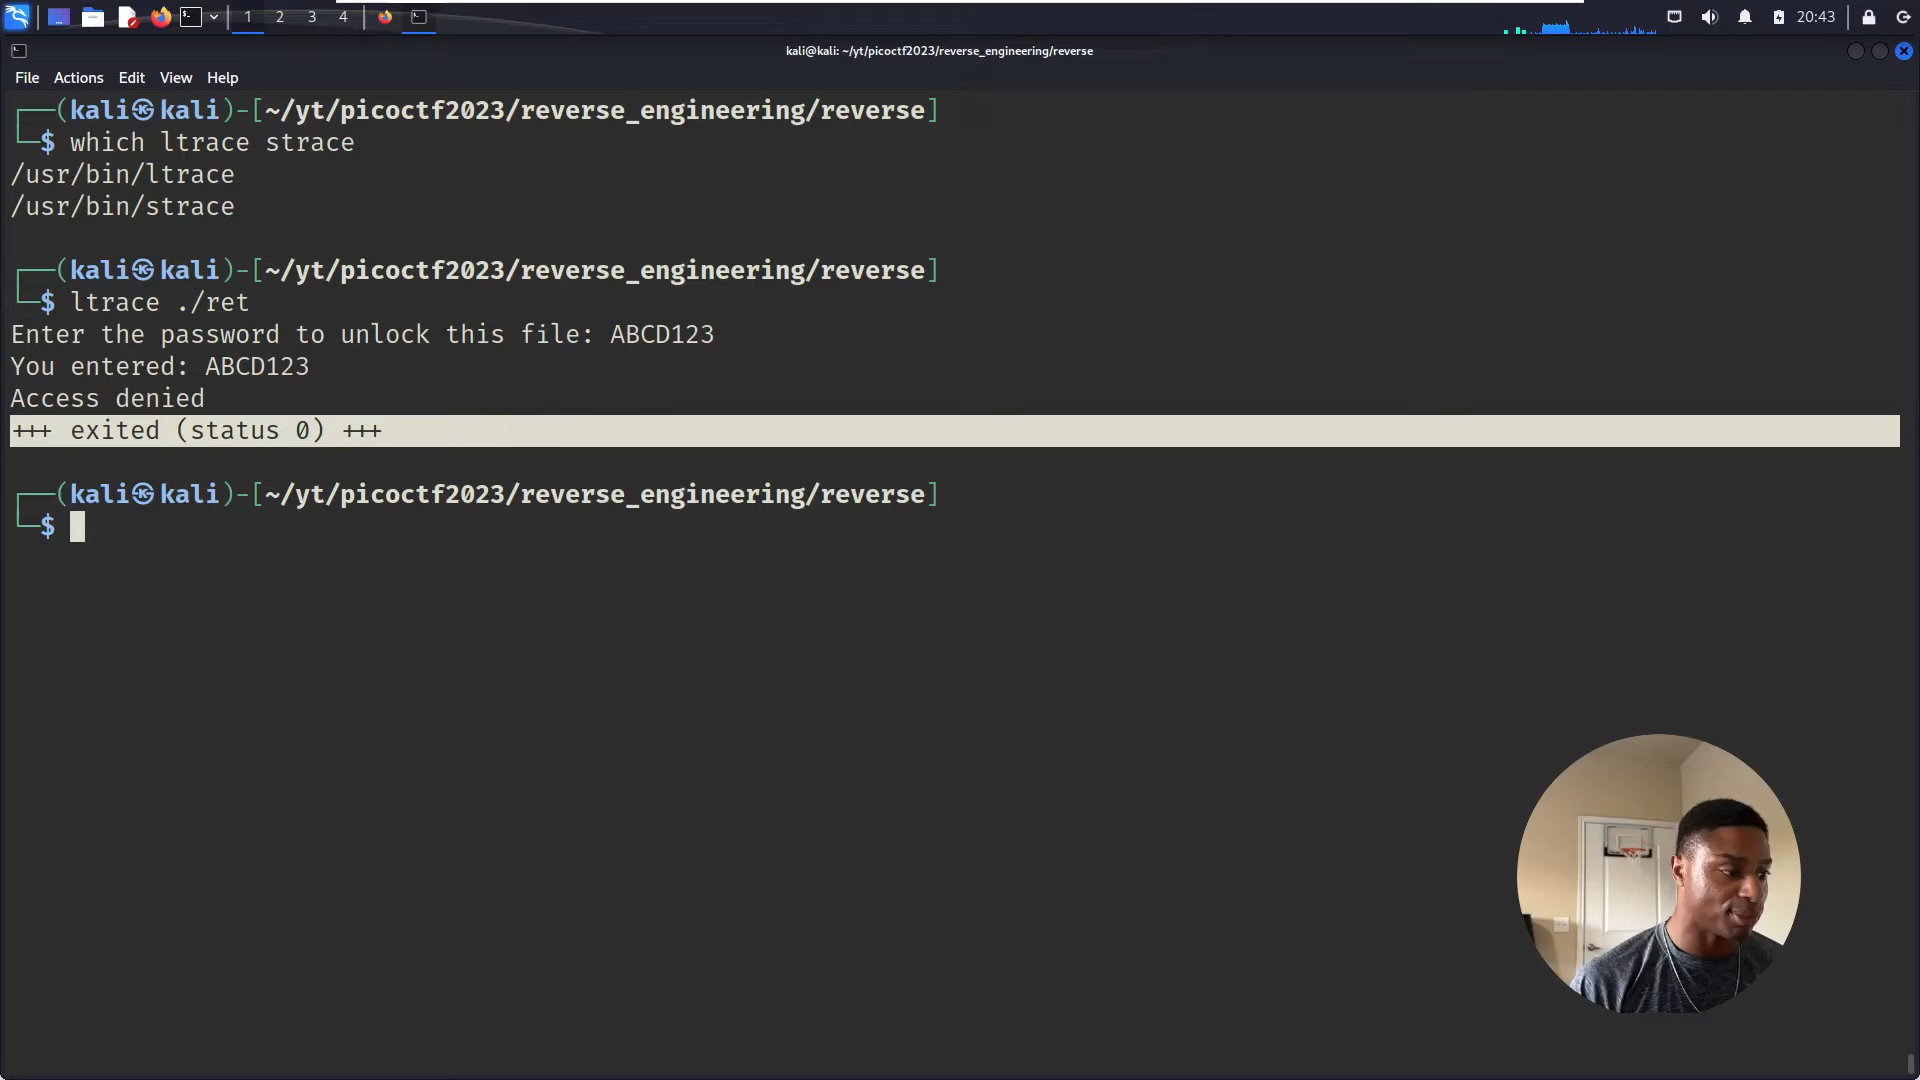 1 2 3 4
20:43
kali@kali: ~/yt/picoctf2023/reverse_engineering/reverse
File Actions Edit View Help
┌──(kali㉿kali)-[~/yt/picoctf2023/reverse_engineering/reverse]
└─$ which ltrace strace
/usr/bin/ltrace
/usr/bin/strace
┌──(kali㉿kali)-[~/yt/picoctf2023/reverse_engineering/reverse]
└─$ ltrace ./ret
Enter the password to unlock this file: ABCD123
You entered: ABCD123
Access denied
+++ exited (status 0) +++
┌──(kali㉿kali)-[~/yt/picoctf2023/reverse_engineering/reverse]
└─$